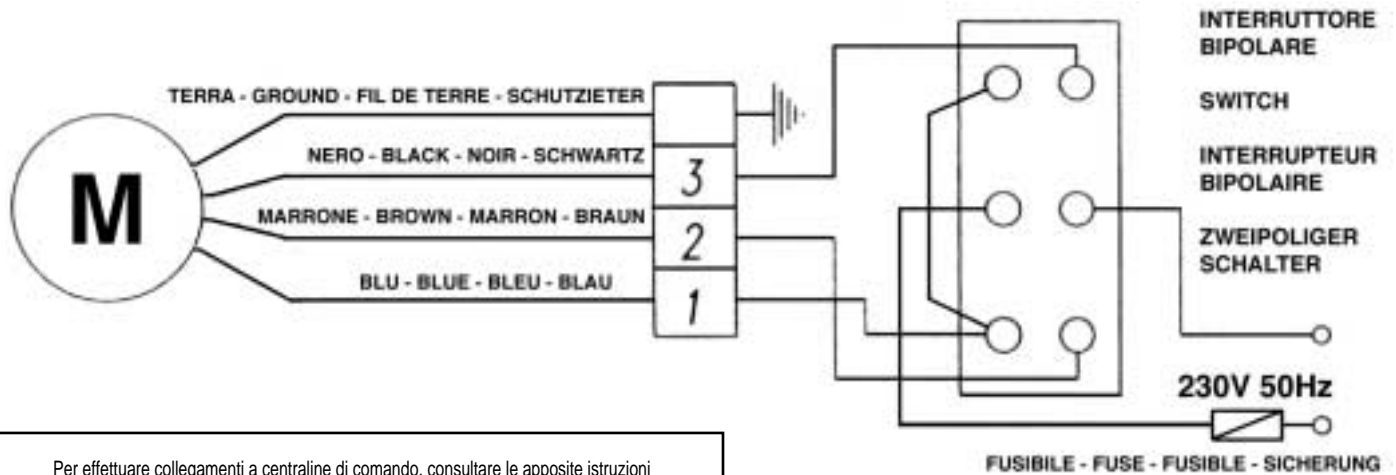 INTERRUTTORE
BIPOLARE
SWITCH
INTERRUPTEUR
BIPOLAIRE
ZWEIPOLIGER
SCHALTER
TERRA - GROUND - FIL DE TERRE - SCHUTZIETER
NERO - BLACK - NOIR - SCHWARTZ
3
M
MARRONE - BROWN - MARRON - BRAUN
2
BLU - BLUE - BLEU - BLAU
1
230V 50Hz
FUSIBILE - FUSE - FUSIBLE - SICHERUNG
Per effettuare collegamenti a centraline di comando, consultare le apposite istruzioni